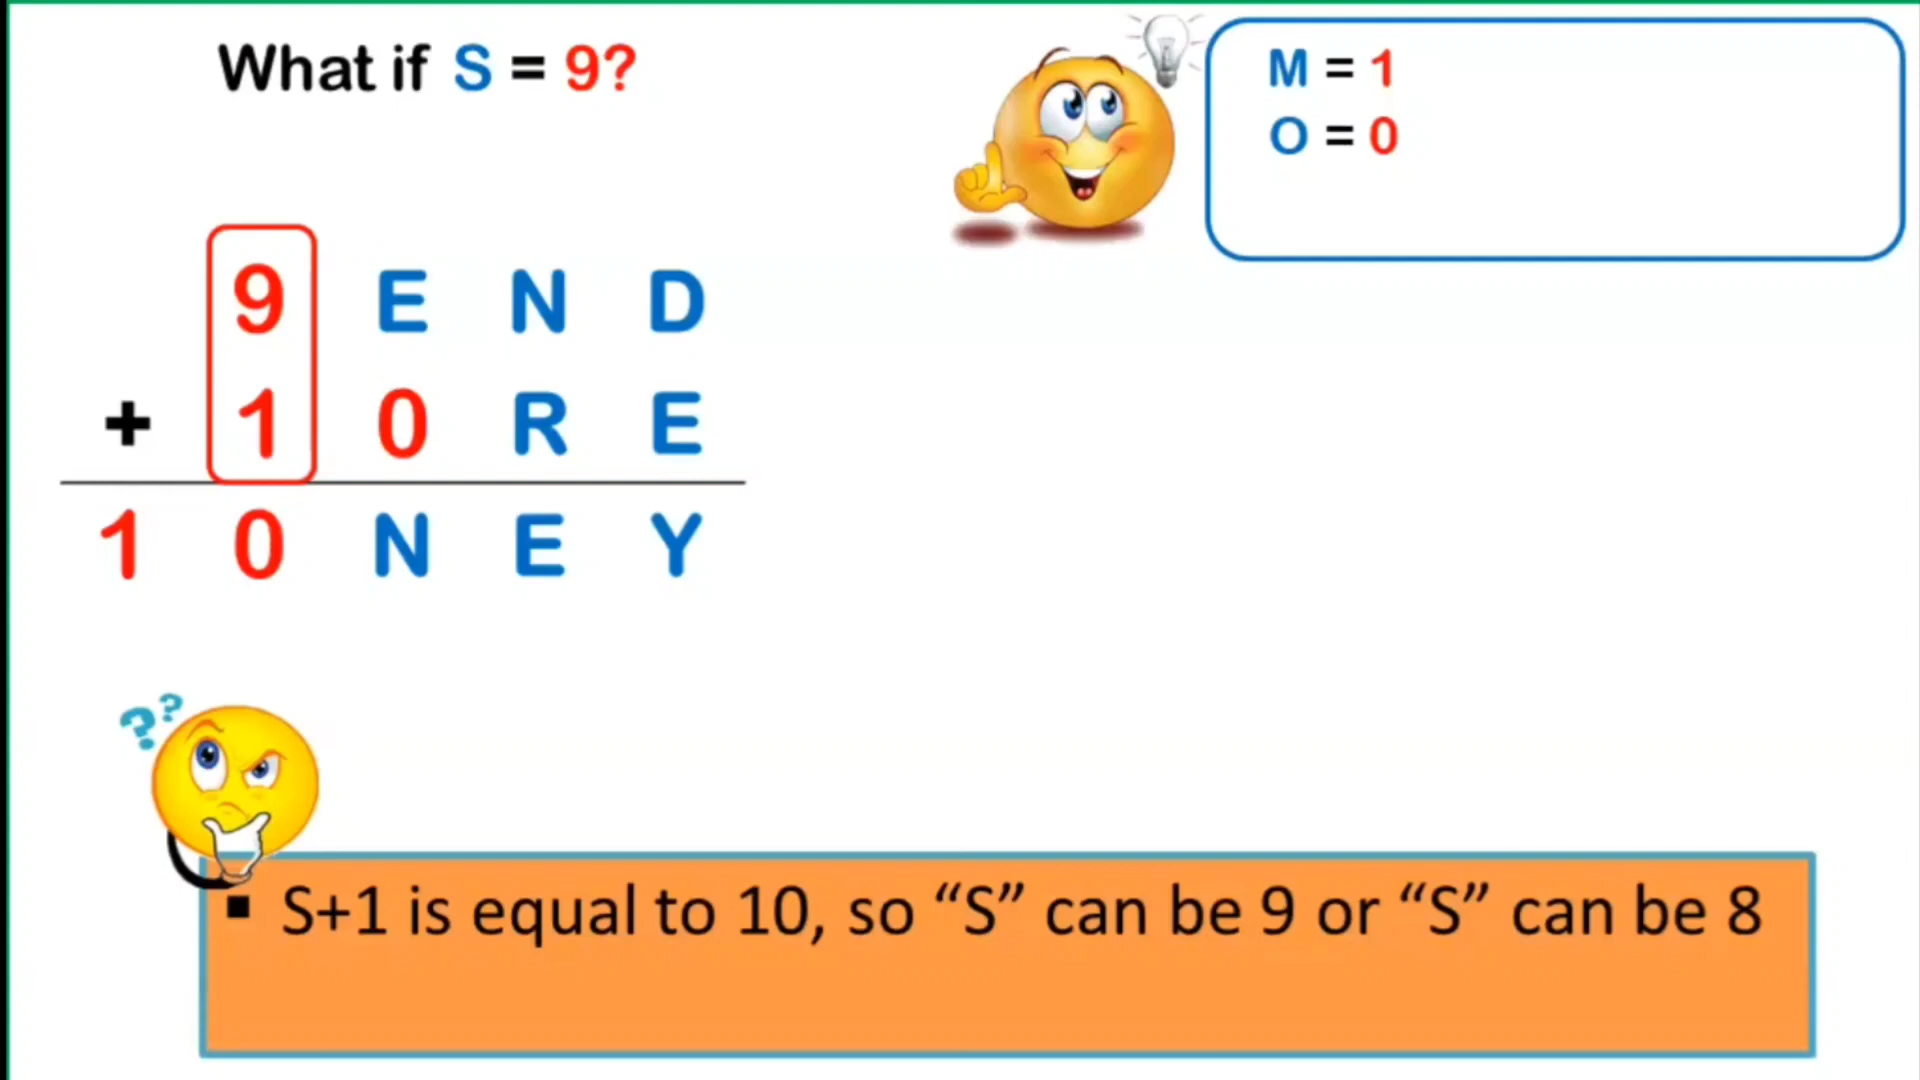 What if S = 9?
M = 1
O = 0
9 E N D
+ 1 0 R E
1 0 N E Y
? ?
▪ S+1 is equal to 10, so “S” can be 9 or “S” can be 8